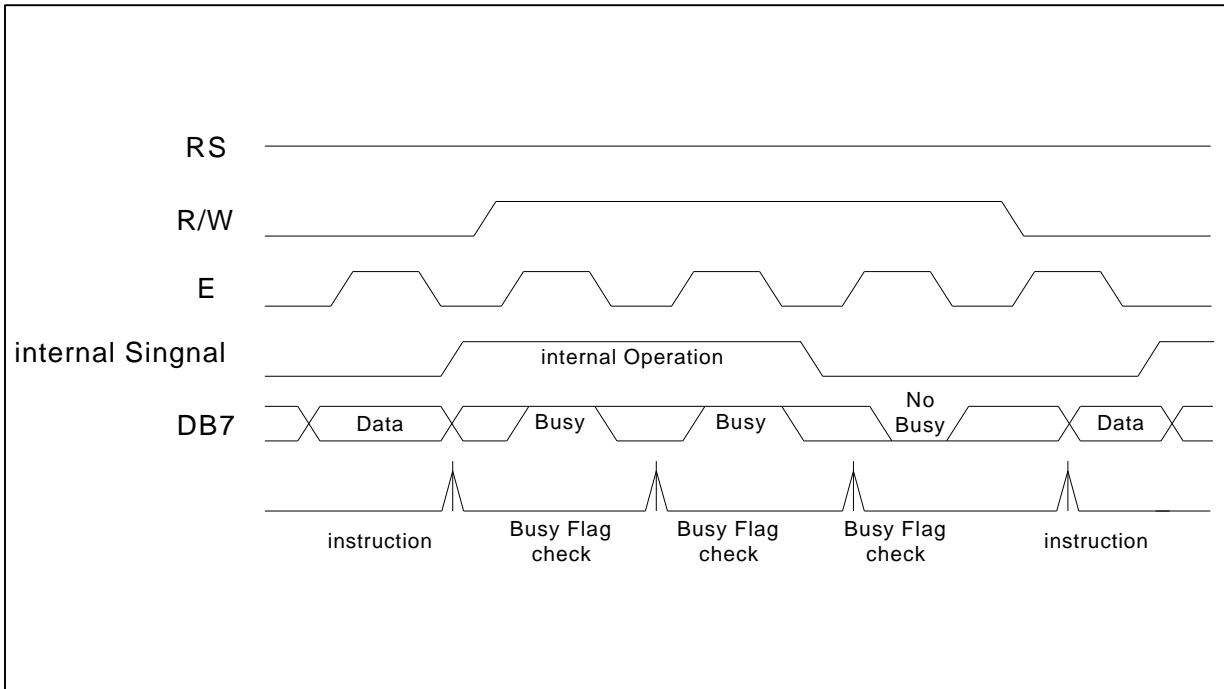 RS
R/W
E
internal Singnal
internal Operation
DB7
Data
Busy
Busy
No
Busy
Data
instruction
Busy Flag
check
Busy Flag
check
Busy Flag
check
instruction